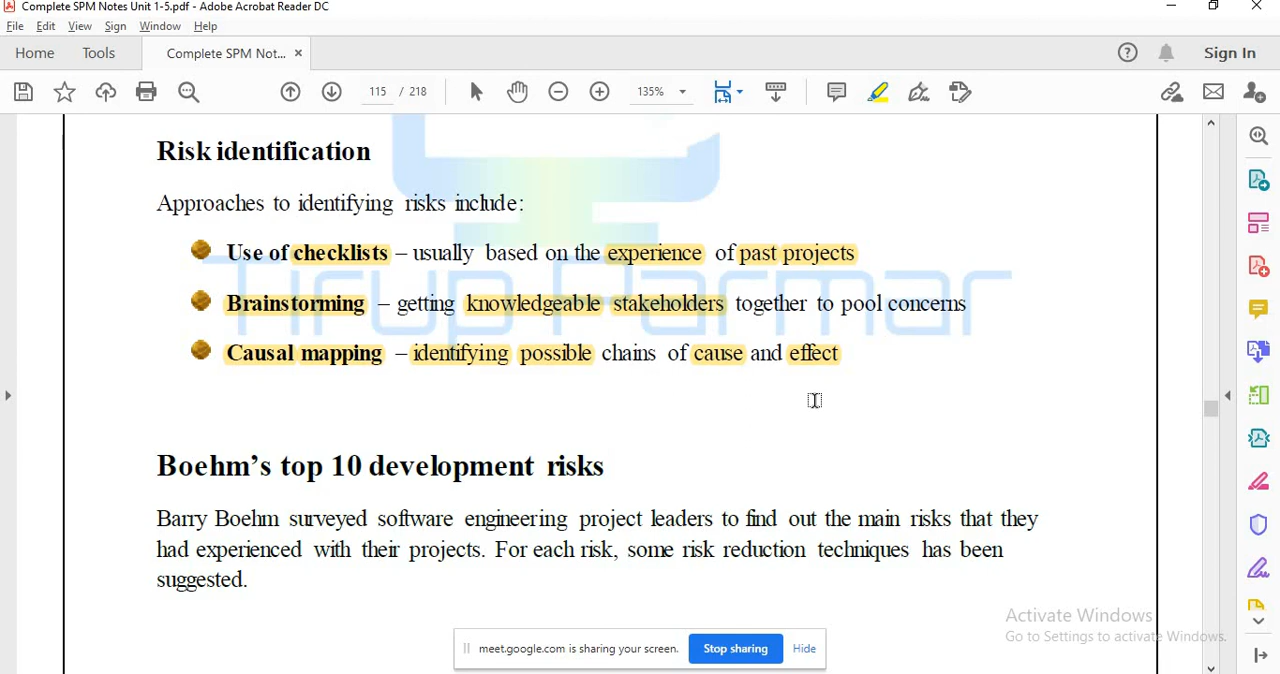 Complete SPM Notes Unit 1-5.pdf - Adobe Acrobat Reader DC
File Edit View Sign Window Help
Home Tools Complete SPM Not... × Sign In
115 / 218 135%
Risk identification
Approaches to identifying risks include:
Use of checklists – usually based on the experience of past projects
Brainstorming – getting knowledgeable stakeholders together to pool concerns
Causal mapping – identifying possible chains of cause and effect
Tirup Parmar
Boehm's top 10 development risks
Barry Boehm surveyed software engineering project leaders to find out the main risks that they
had experienced with their projects. For each risk, some risk reduction techniques has been
suggested.
Activate Windows
Go to Settings to activate Windows.
meet.google.com is sharing your screen. Stop sharing Hide